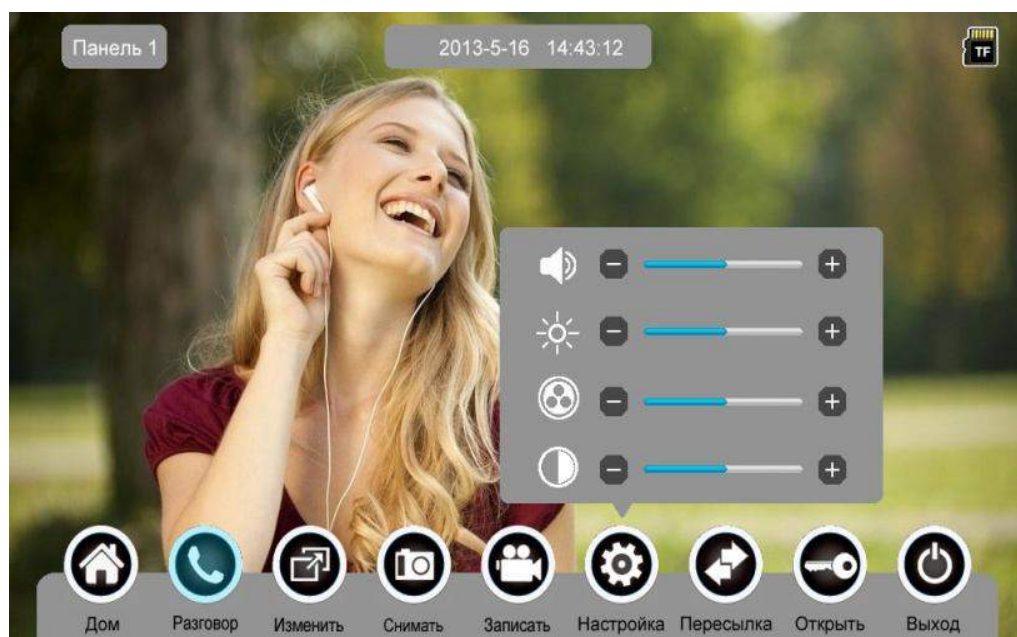 Панель 1
2013-5-16 14:43:12
TF
Дом Разговор Изменить Снимать Записать Настройка Пересылка Открыть Выход